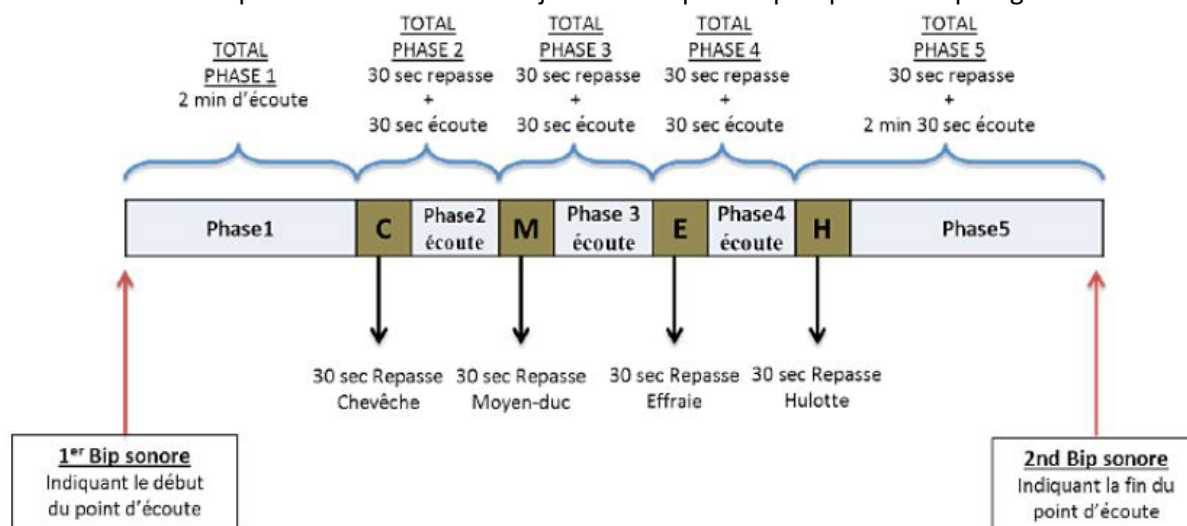 TOTAL
PHASE 1
2 min d'écoute
TOTAL
PHASE 2
30 sec repasse
+
30 sec écoute
TOTAL
PHASE 3
30 sec repasse
+
30 sec écoute
TOTAL
PHASE 4
30 sec repasse
+
30 sec écoute
TOTAL
PHASE 5
30 sec repasse
+
2 min 30 sec écoute
Phase1
C
Phase2
écoute
M
Phase 3
écoute
E
Phase4
écoute
H
Phase5
30 sec Repasse
Chevêche
30 sec Repasse
Moyen-duc
30 sec Repasse
Effraie
30 sec Repasse
Hulotte
1er Bip sonore
Indiquant le début
du point d'écoute
2nd Bip sonore
Indiquant la fin du
point d'écoute